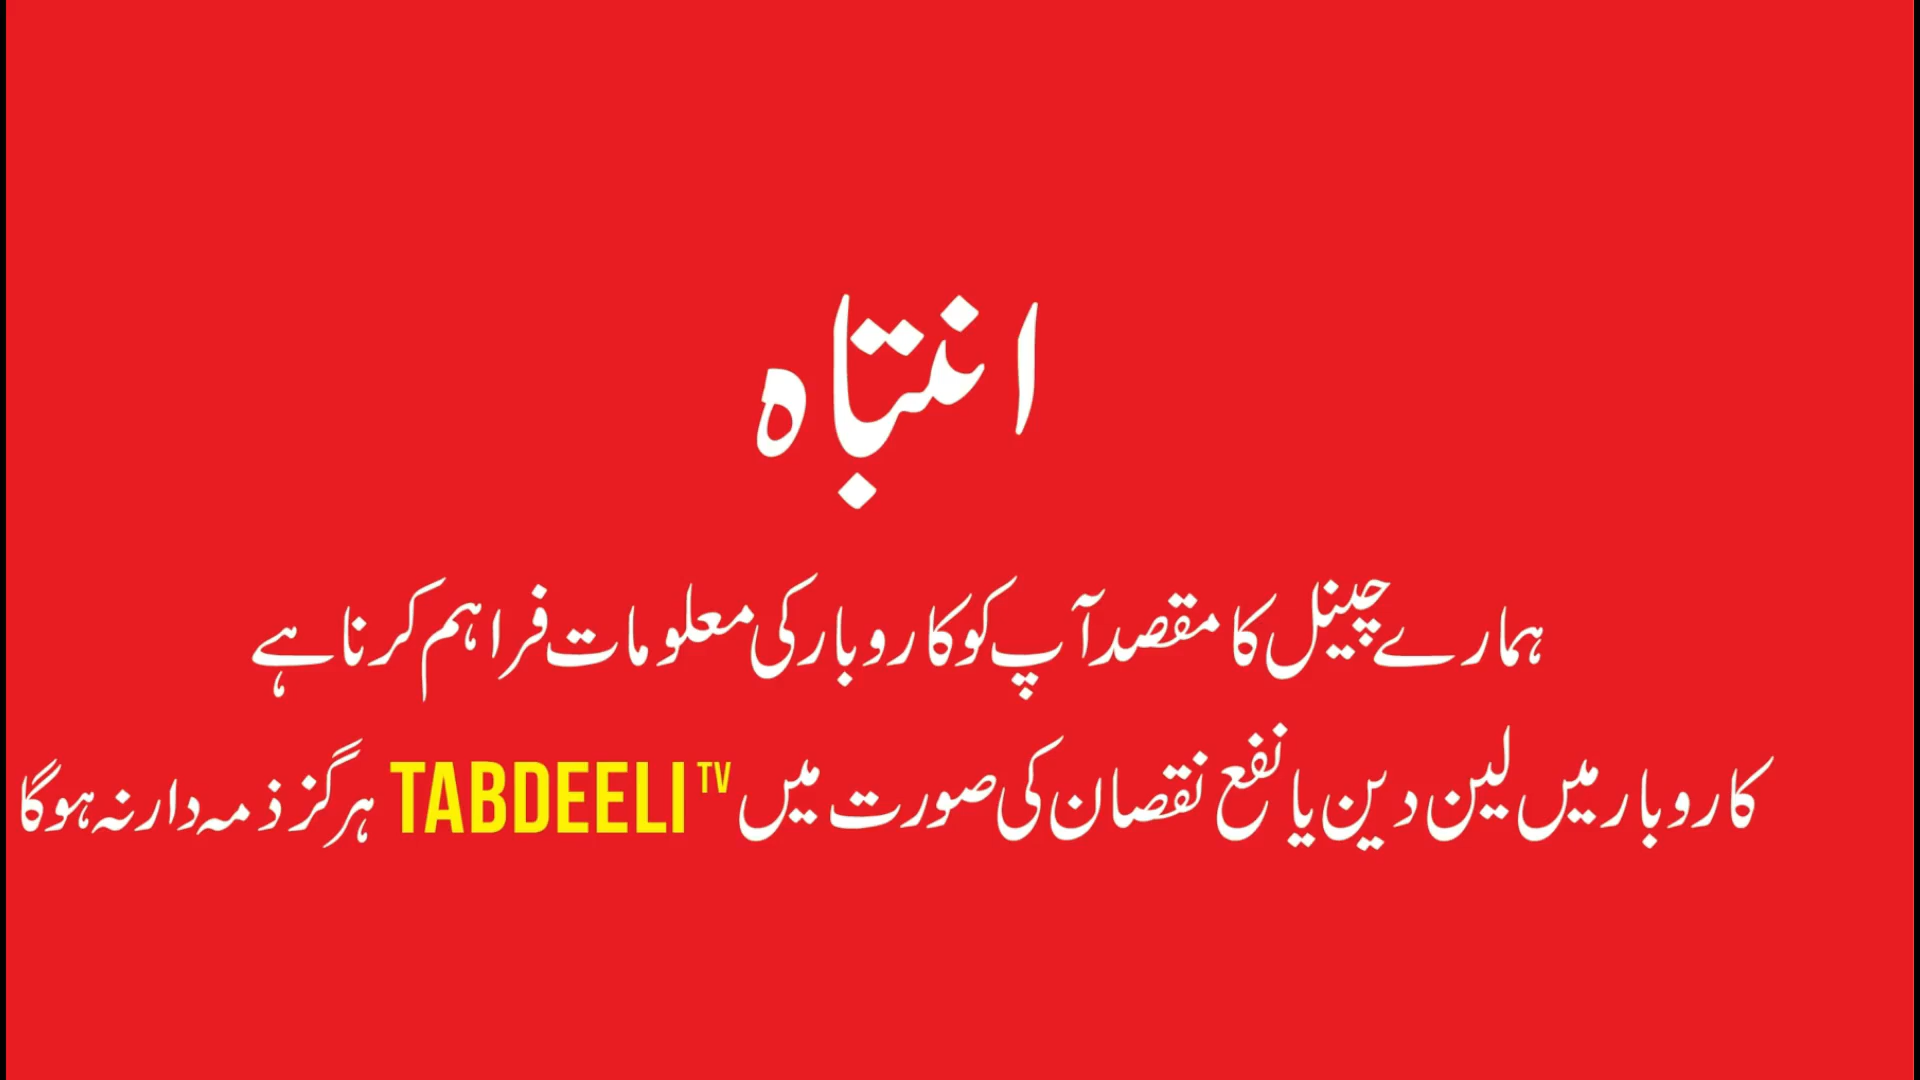 انتباہ
ہمارے چینل کا مقصد آپ کو کاروبار کی معلومات فراہم کرنا ہے
کاروبار میں لین دین یا نفع نقصان کی صورت میں TABDEELI TV ہرگز ذمہ دار نہ ہوگا